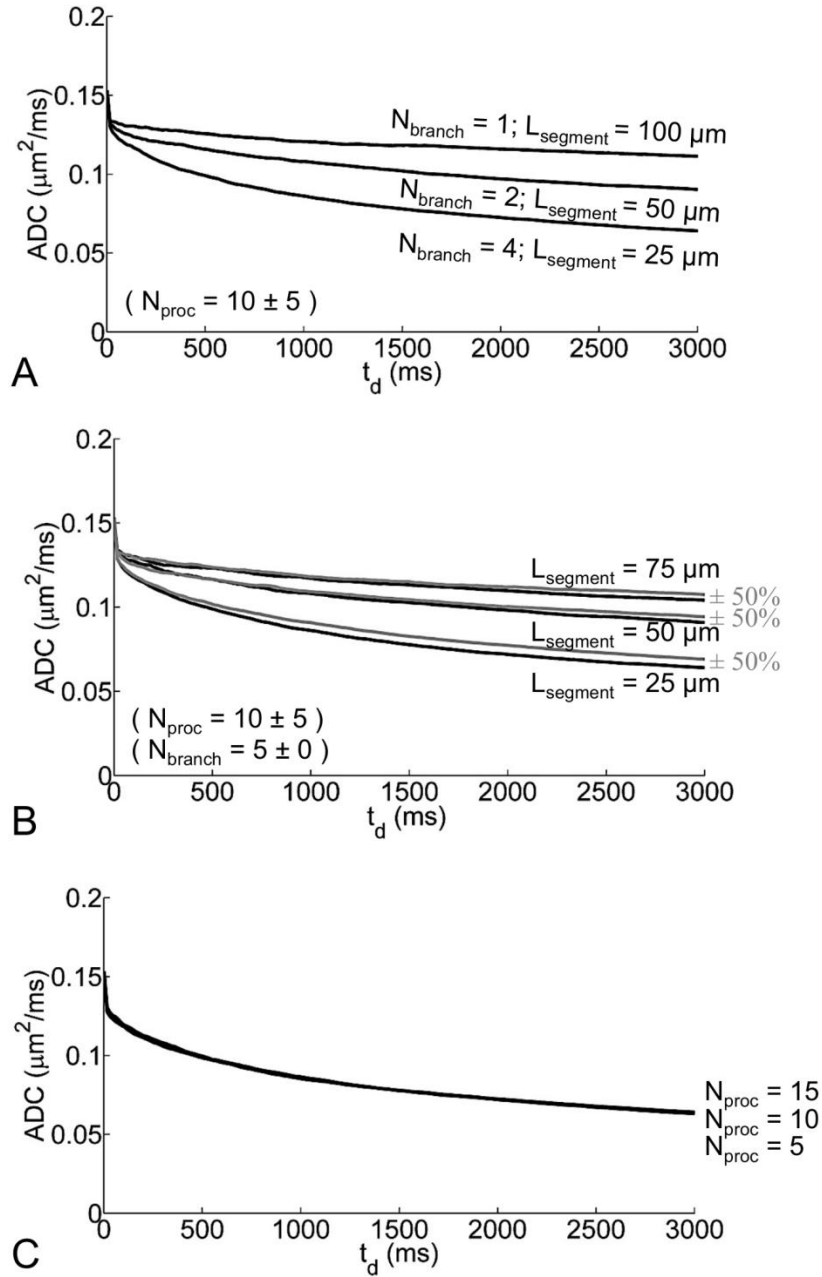 0.2
0.15
0.1
0.05
0
ADC (μm²/ms)
N_branch = 1; L_segment = 100 μm
N_branch = 2; L_segment = 50 μm
N_branch = 4; L_segment = 25 μm
( N_proc = 10 ± 5 )
0 500 1000 1500 2000 2500 3000
t_d (ms)
A
0.2
0.15
0.1
0.05
0
ADC (μm²/ms)
L_segment = 75 μm
± 50%
± 50%
L_segment = 50 μm
± 50%
L_segment = 25 μm
( N_proc = 10 ± 5 )
( N_branch = 5 ± 0 )
0 500 1000 1500 2000 2500 3000
t_d (ms)
B
0.2
0.15
0.1
0.05
0
ADC (μm²/ms)
N_proc = 15
N_proc = 10
N_proc = 5
0 500 1000 1500 2000 2500 3000
t_d (ms)
C